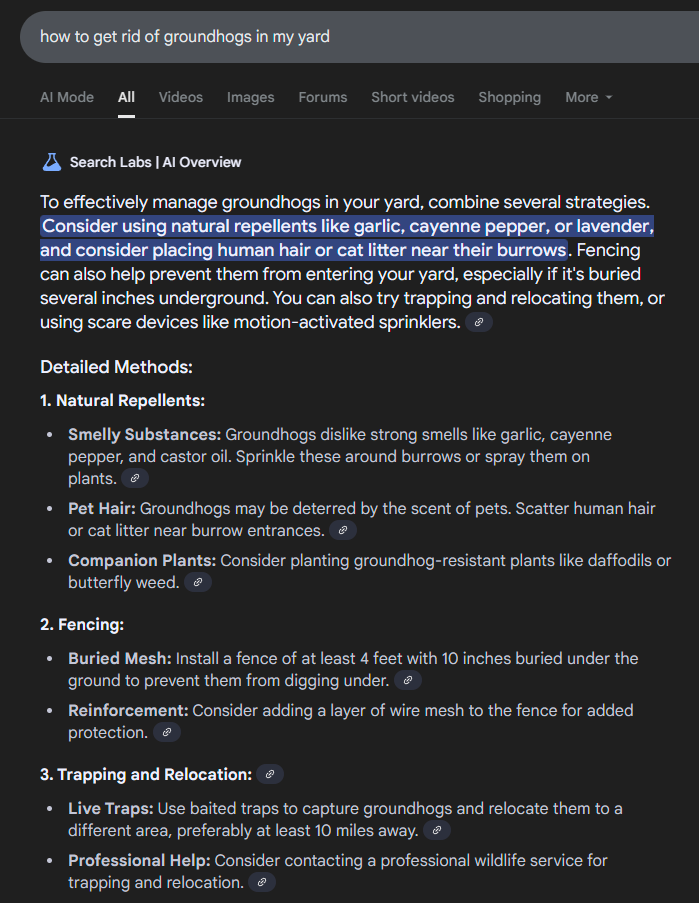 how to get rid of groundhogs in my yard
AI Mode All Videos Images Forums Short videos Shopping More
Search Labs | AI Overview
To effectively manage groundhogs in your yard, combine several strategies.
Consider using natural repellents like garlic, cayenne pepper, or lavender,
and consider placing human hair or cat litter near their burrows. Fencing
can also help prevent them from entering your yard, especially if it's buried
several inches underground. You can also try trapping and relocating them, or
using scare devices like motion-activated sprinklers.
Detailed Methods:
1. Natural Repellents:
• Smelly Substances: Groundhogs dislike strong smells like garlic, cayenne
pepper, and castor oil. Sprinkle these around burrows or spray them on
plants.
• Pet Hair: Groundhogs may be deterred by the scent of pets. Scatter human hair
or cat litter near burrow entrances.
• Companion Plants: Consider planting groundhog-resistant plants like daffodils or
butterfly weed.
2. Fencing:
• Buried Mesh: Install a fence of at least 4 feet with 10 inches buried under the
ground to prevent them from digging under.
• Reinforcement: Consider adding a layer of wire mesh to the fence for added
protection.
3. Trapping and Relocation:
• Live Traps: Use baited traps to capture groundhogs and relocate them to a
different area, preferably at least 10 miles away.
• Professional Help: Consider contacting a professional wildlife service for
trapping and relocation.